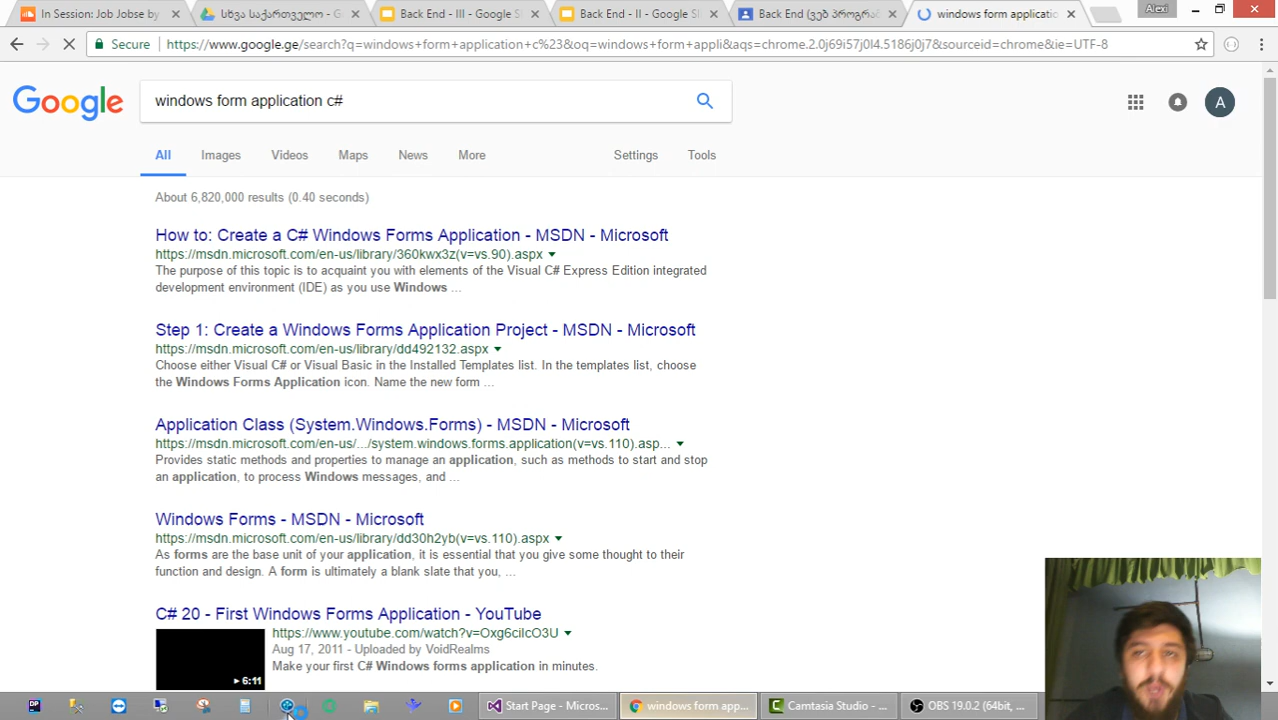 In Session: Job Jobse by
სხვა საქართველო - G
Back End - III - Google Sl
Back End - II - Google Sl
Back End (ვებ პროგრა
windows form applicatio
Alexi
Secure
https://www.google.ge/search?q=windows+form+application+c%23&oq=windows+form+appli&aqs=chrome.2.0j69i57j0l4.5186j0j7&sourceid=chrome&ie=UTF-8
Google
windows form application c#
A
All Images Videos Maps News More Settings Tools
About 6,820,000 results (0.40 seconds)
How to: Create a C# Windows Forms Application - MSDN - Microsoft
https://msdn.microsoft.com/en-us/library/360kwx3z(v=vs.90).aspx
The purpose of this topic is to acquaint you with elements of the Visual C# Express Edition integrated
development environment (IDE) as you use Windows ...
Step 1: Create a Windows Forms Application Project - MSDN - Microsoft
https://msdn.microsoft.com/en-us/library/dd492132.aspx
Choose either Visual C# or Visual Basic in the Installed Templates list. In the templates list, choose
the Windows Forms Application icon. Name the new form ...
Application Class (System.Windows.Forms) - MSDN - Microsoft
https://msdn.microsoft.com/en-us/.../system.windows.forms.application(v=vs.110).asp...
Provides static methods and properties to manage an application, such as methods to start and stop
an application, to process Windows messages, and ...
Windows Forms - MSDN - Microsoft
https://msdn.microsoft.com/en-us/library/dd30h2yb(v=vs.110).aspx
As forms are the base unit of your application, it is essential that you give some thought to their
function and design. A form is ultimately a blank slate that you, ...
C# 20 - First Windows Forms Application - YouTube
https://www.youtube.com/watch?v=Oxg6cilcO3U
Aug 17, 2011 - Uploaded by VoidRealms
Make your first C# Windows forms application in minutes.
6:11
DP
Start Page - Micros...
windows form app...
Camtasia Studio - ...
OBS 19.0.2 (64bit, ...